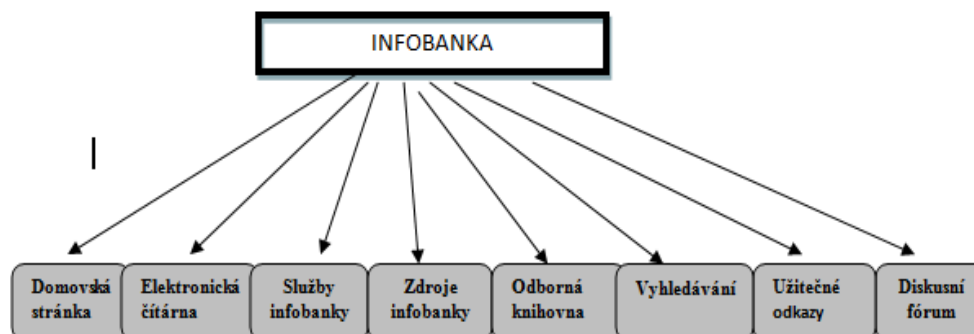 INFOBANKA
Domovská
stránka
Elektronická
čítárna
Služby
infobanky
Zdroje
infobanky
Odborná
knihovna
Vyhledávání
Užitečné
odkazy
Diskusní
fórum